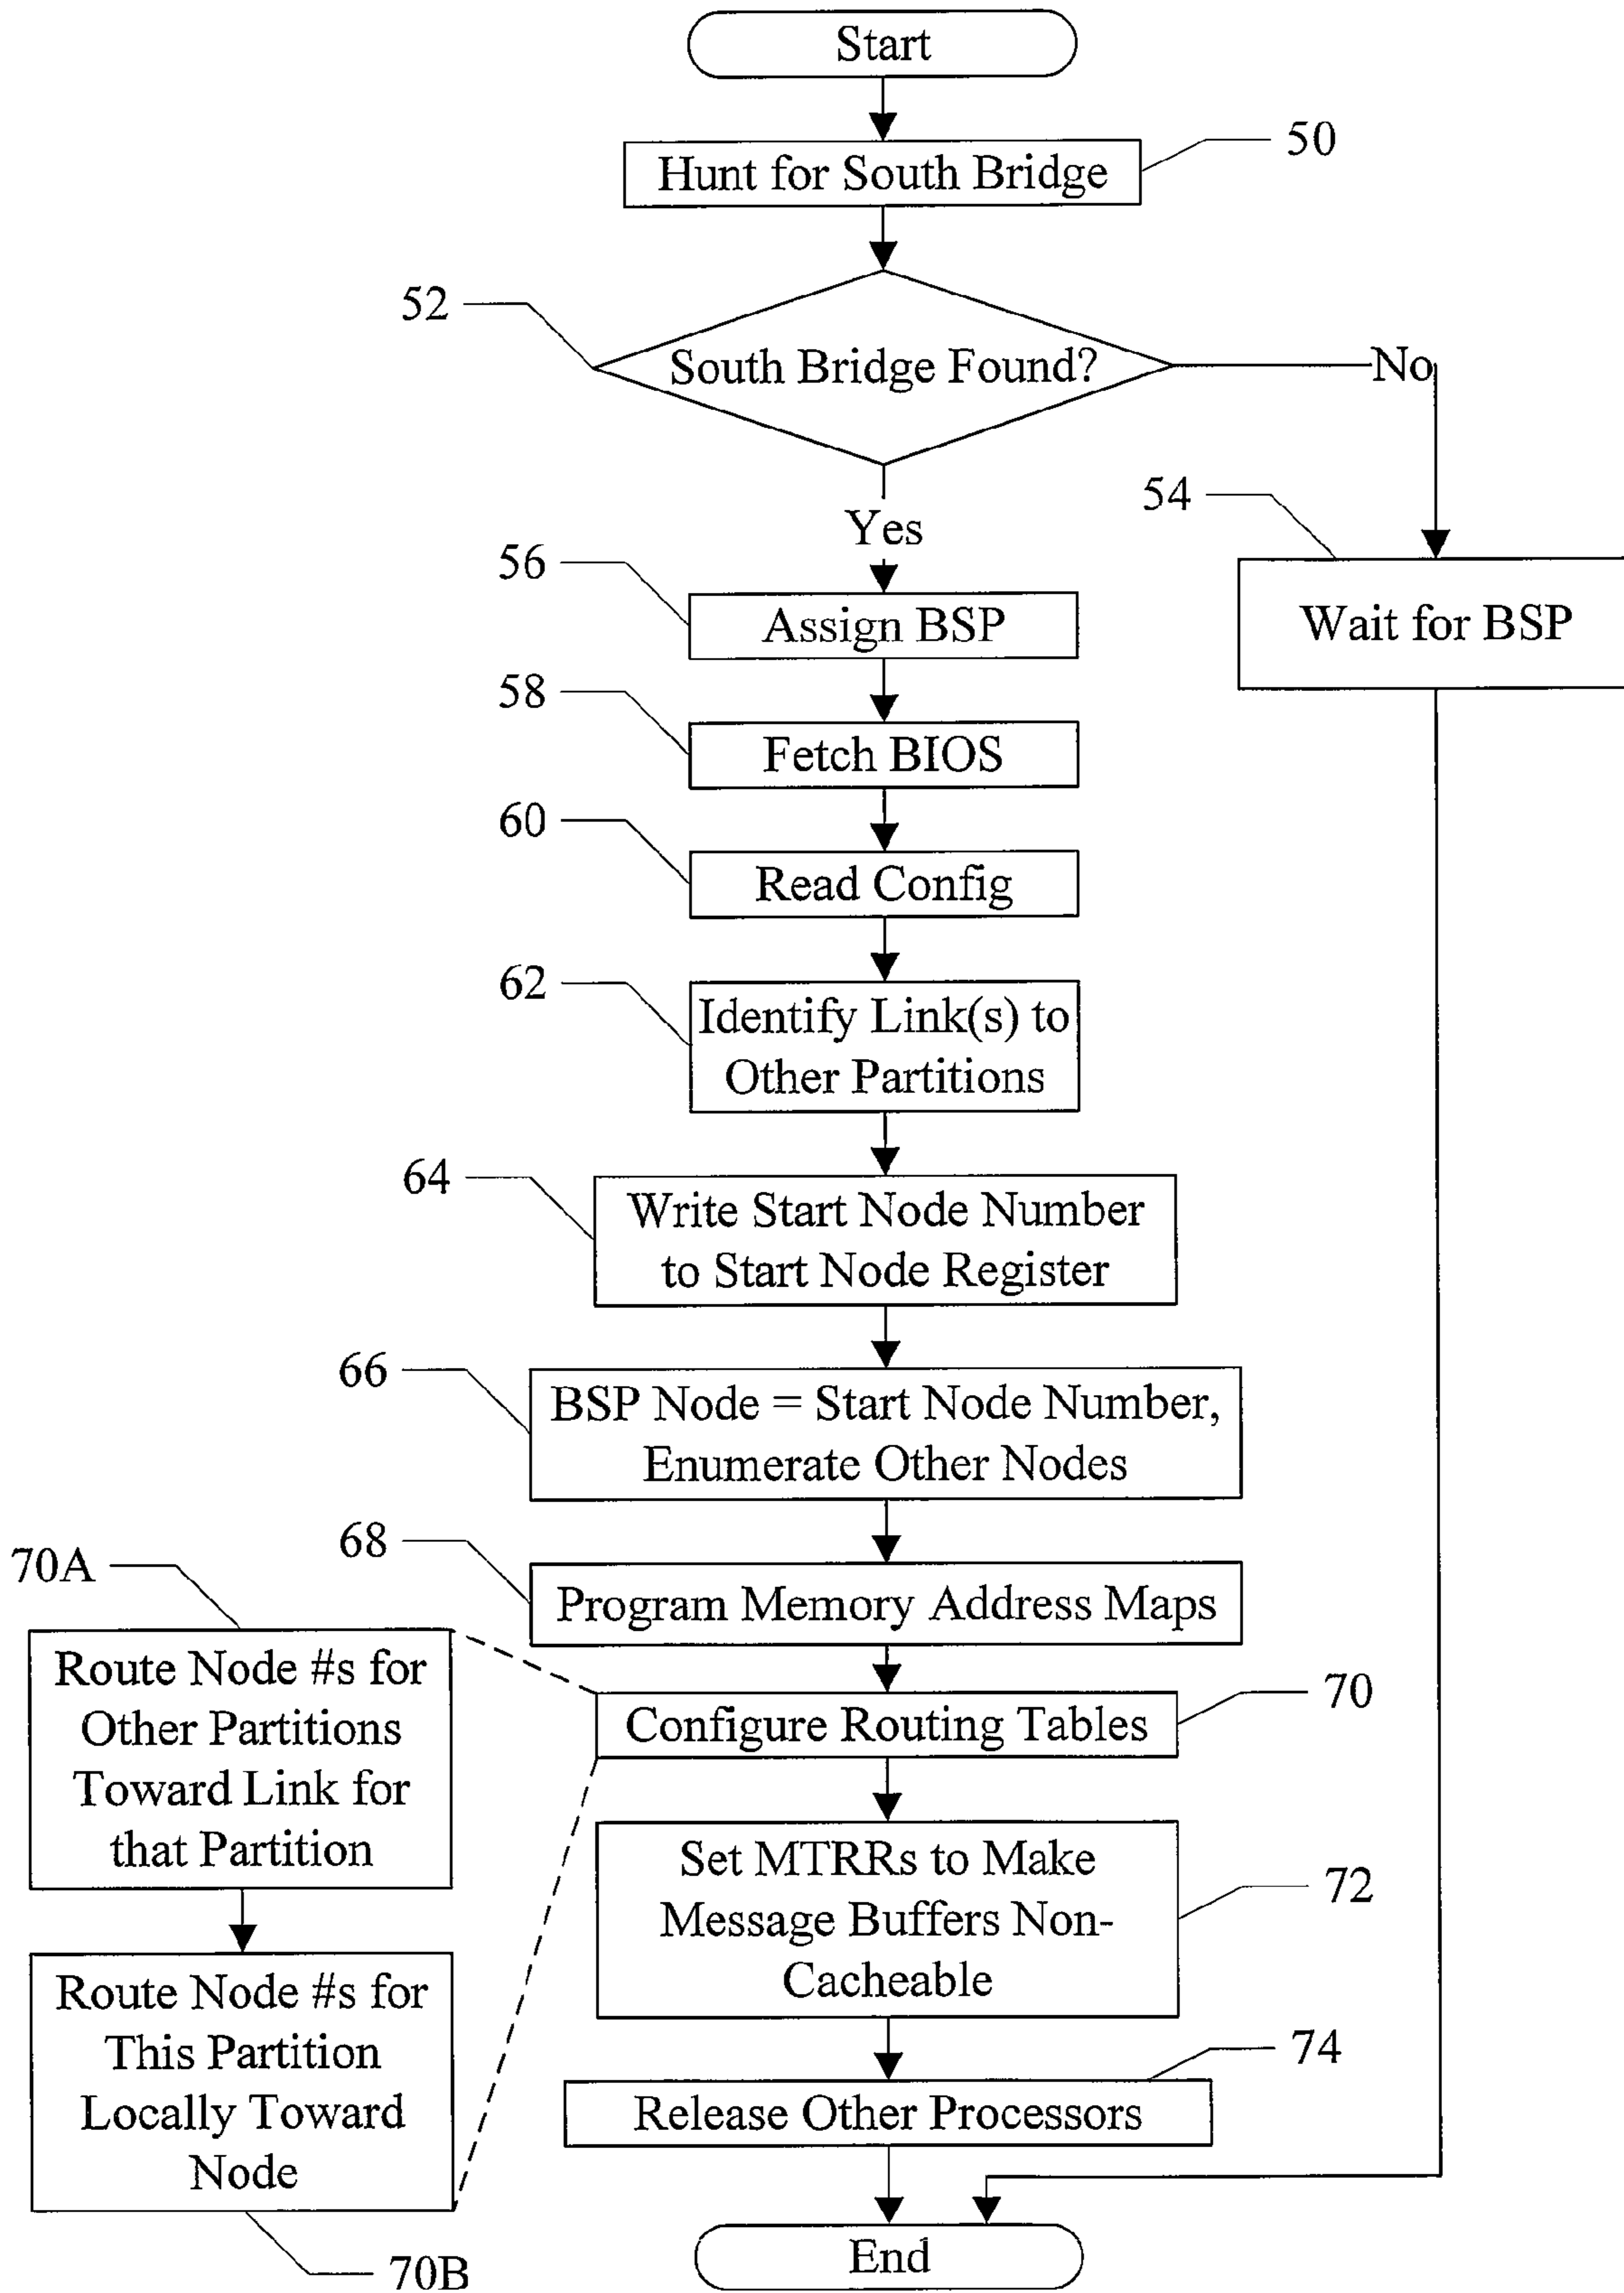 Start
50
Hunt for South Bridge
52
South Bridge Found?
No
54
Yes
56
Assign BSP
Wait for BSP
58
Fetch BIOS
60
Read Config
62
Identify Link(s) to
Other Partitions
64
Write Start Node Number
to Start Node Register
66
BSP Node = Start Node Number,
Enumerate Other Nodes
68
Program Memory Address Maps
70A
Route Node #s for
Other Partitions
Toward Link for
that Partition
70
Configure Routing Tables
Set MTRRs to Make
Message Buffers Non-
Cacheable
72
Route Node #s for
This Partition
Locally Toward
Node
74
Release Other Processors
70B
End